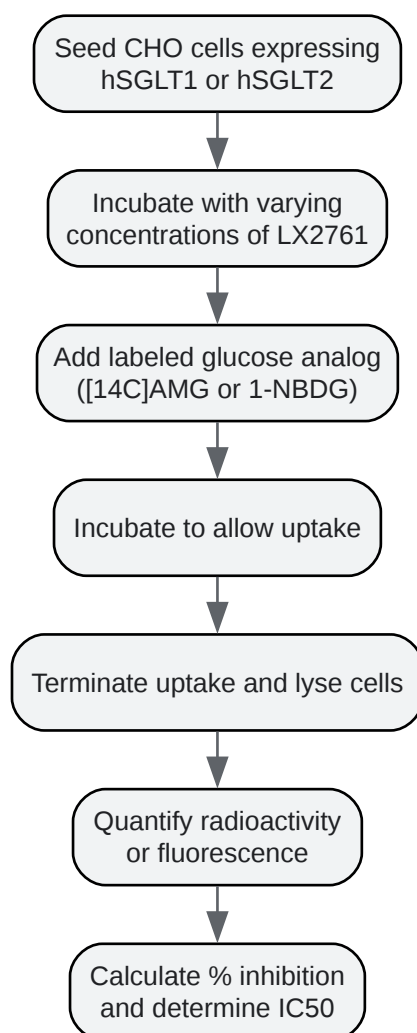 Seed CHO cells expressing
hSGLT1 or hSGLT2
Incubate with varying
concentrations of LX2761
Add labeled glucose analog
([14C]AMG or 1-NBDG)
Incubate to allow uptake
Terminate uptake and lyse cells
Quantify radioactivity
or fluorescence
Calculate % inhibition
and determine IC50